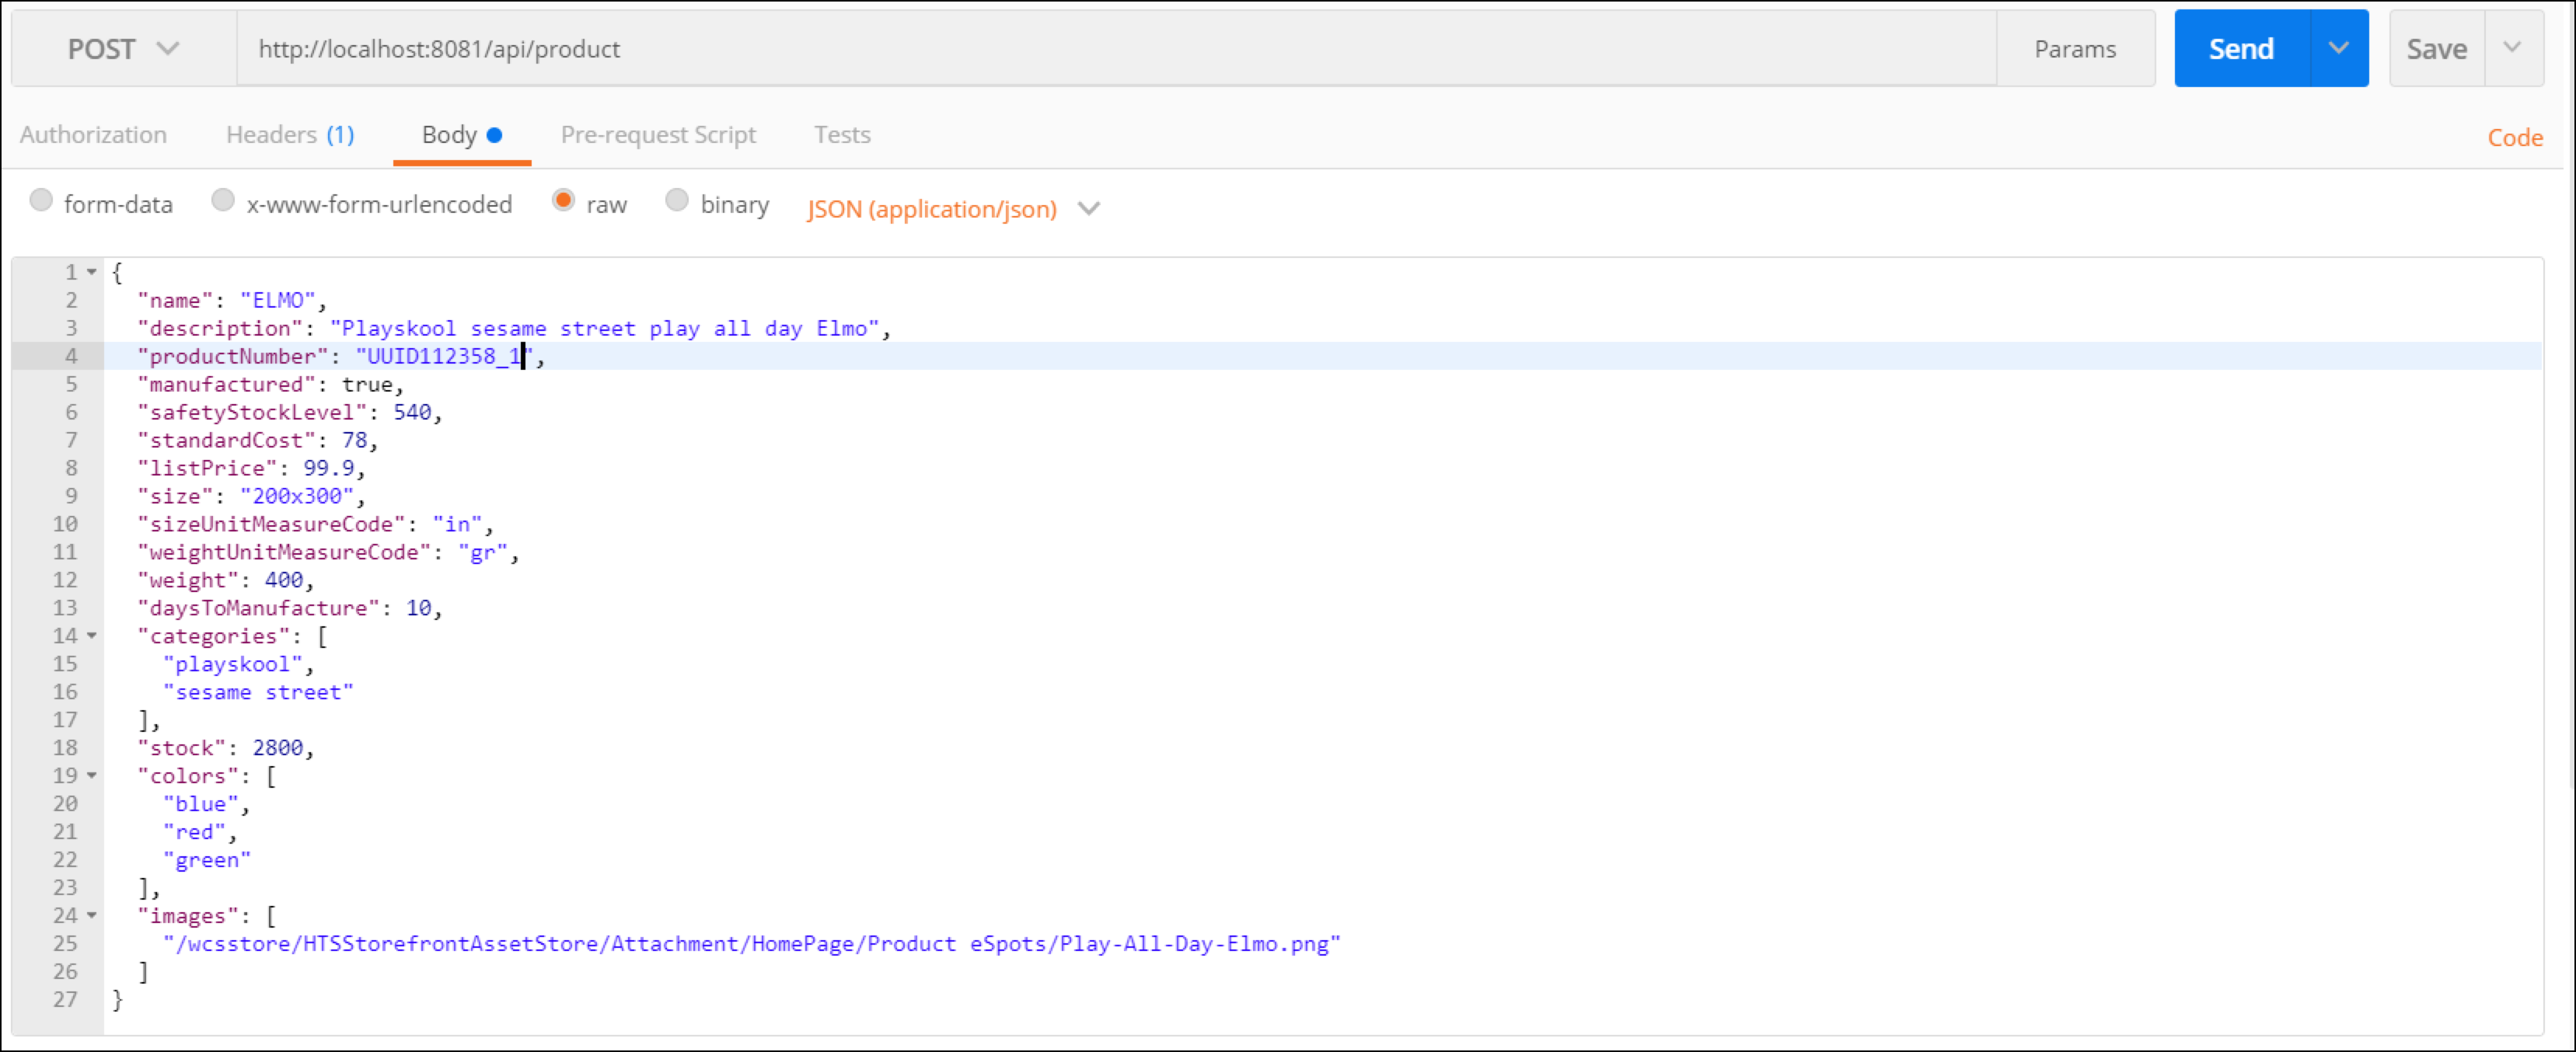 POST http://localhost:8081/api/product Params Send Save
Authorization Headers (1) Body Pre-request Script Tests Code
form-data x-www-form-urlencoded raw binary JSON (application/json)
1 {
2 "name": "ELMO",
3 "description": "Playskool sesame street play all day Elmo",
4 "productNumber": "UUID112358_1",
5 "manufactured": true,
6 "safetyStockLevel": 540,
7 "standardCost": 78,
8 "listPrice": 99.9,
9 "size": "200x300",
10 "sizeUnitMeasureCode": "in",
11 "weightUnitMeasureCode": "gr",
12 "weight": 400,
13 "daysToManufacture": 10,
14 "categories": [
15 "playskool",
16 "sesame street"
17 ],
18 "stock": 2800,
19 "colors": [
20 "blue",
21 "red",
22 "green"
23 ],
24 "images": [
25 "/wcsstore/HTSStorefrontAssetStore/Attachment/HomePage/Product eSpots/Play-All-Day-Elmo.png"
26 ]
27 }